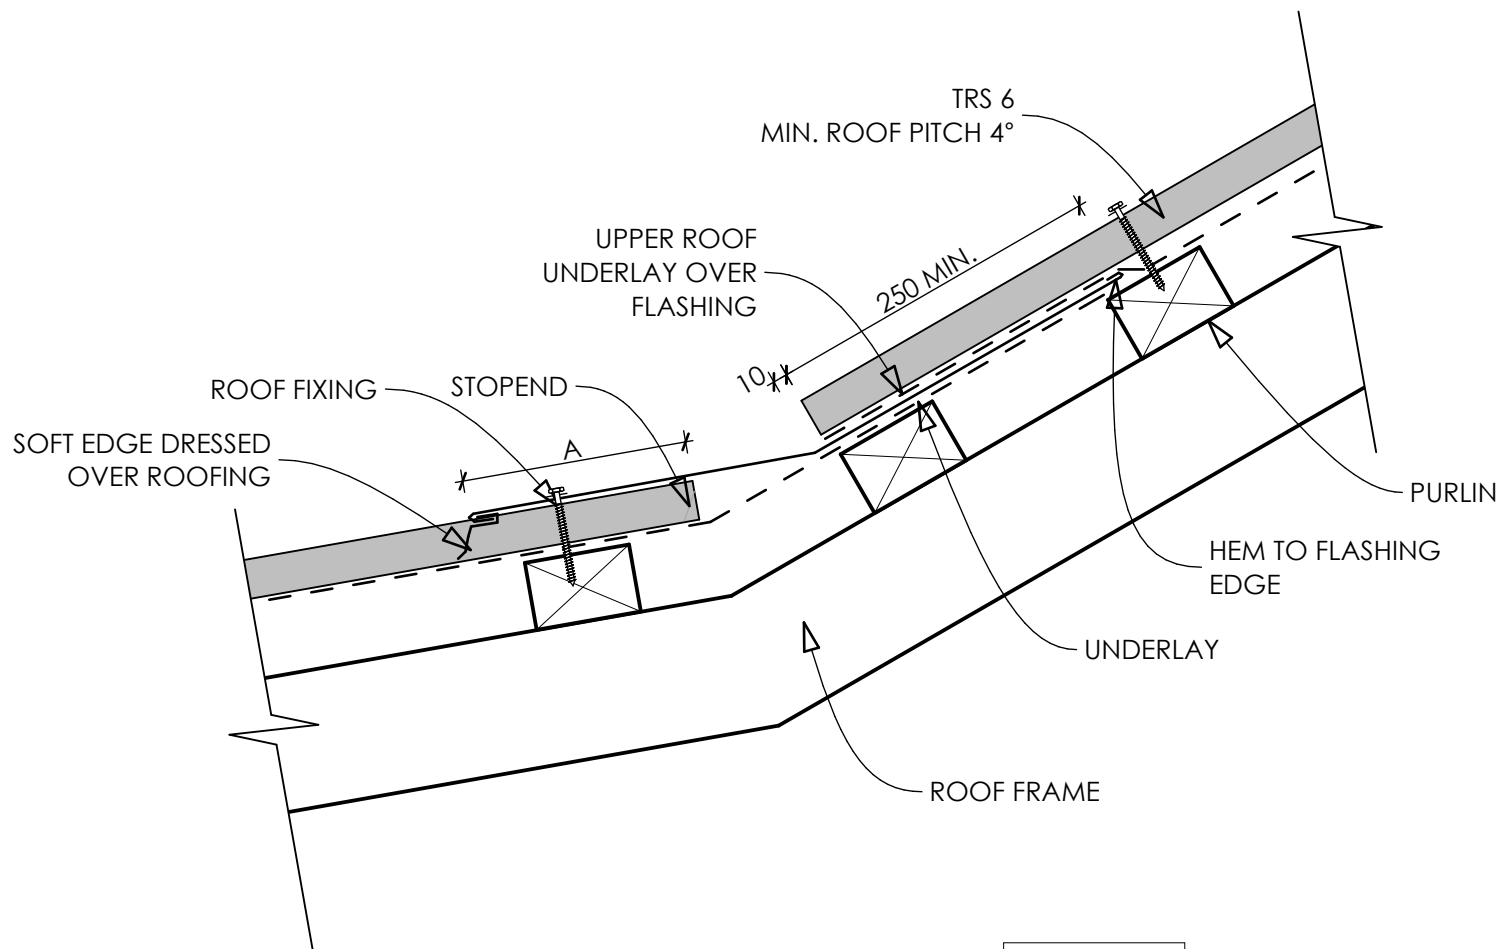 TRS 6
MIN. ROOF PITCH 4°
UPPER ROOF
UNDERLAY OVER
FLASHING
250 MIN.
10
ROOF FIXING
STOPEND
SOFT EDGE DRESSED
OVER ROOFING
A
PURLIN
HEM TO FLASHING
EDGE
UNDERLAY
ROOF FRAME